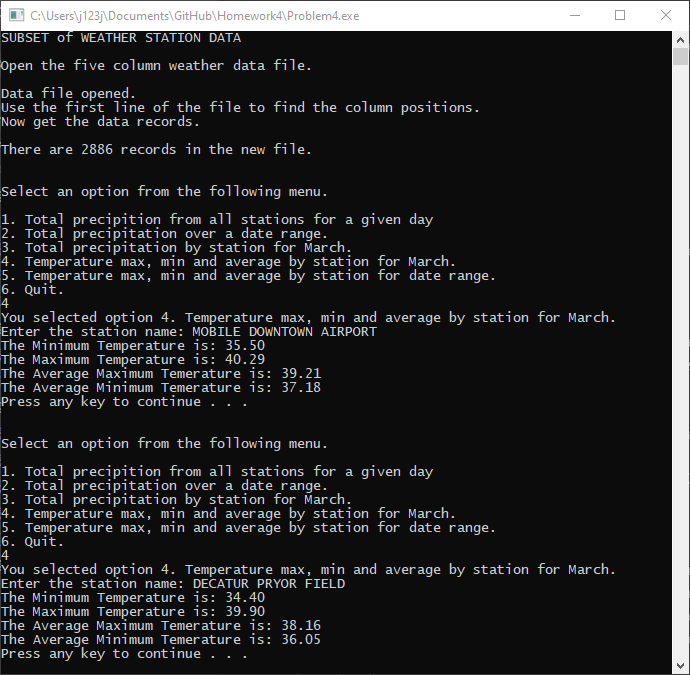 C:\Users\j123j\Documents\GitHub\Homework4\Problem4.exe
SUBSET of WEATHER STATION DATA
Open the five column weather data file.
Data file opened.
Use the first line of the file to find the column positions.
Now get the data records.
There are 2886 records in the new file.
Select an option from the following menu.
1. Total precipition from all stations for a given day
2. Total precipitation over a date range.
3. Total precipitation by station for March.
4. Temperature max, min and average by station for March.
5. Temperature max, min and average by station for date range.
6. Quit.
4
You selected option 4. Temperature max, min and average by station for March.
Enter the station name: MOBILE DOWNTOWN AIRPORT
The Minimum Temperature is: 35.50
The Maximum Temperature is: 40.29
The Average Maximum Temerature is: 39.21
The Average Minimum Temerature is: 37.18
Press any key to continue . . .
Select an option from the following menu.
1. Total precipition from all stations for a given day
2. Total precipitation over a date range.
3. Total precipitation by station for March.
4. Temperature max, min and average by station for March.
5. Temperature max, min and average by station for date range.
6. Quit.
4
You selected option 4. Temperature max, min and average by station for March.
Enter the station name: DECATUR PRYOR FIELD
The Minimum Temperature is: 34.40
The Maximum Temperature is: 39.90
The Average Maximum Temerature is: 38.16
The Average Minimum Temerature is: 36.05
Press any key to continue . . .